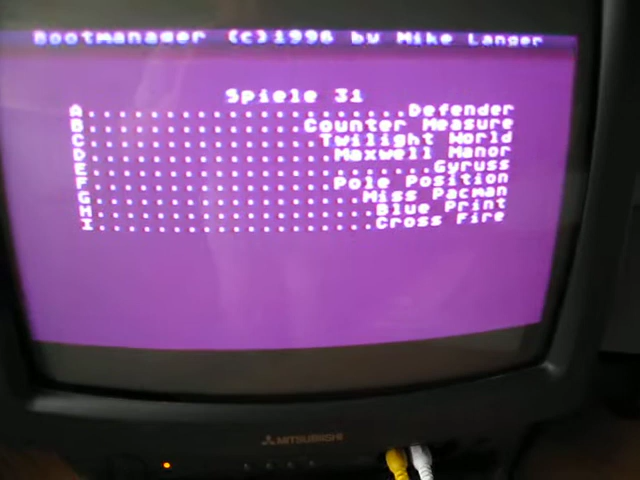 Bootmanager (c)1996 by Mike Langer
Spiele 31
A......................Defender
B...............Counter Measure
C................Twilight World
D.................Maxwell Manor
E........................Gyruss
F.................Pole Position
G...................Miss Pacman
H....................Blue Print
I....................Cross Fire
MITSUBISHI